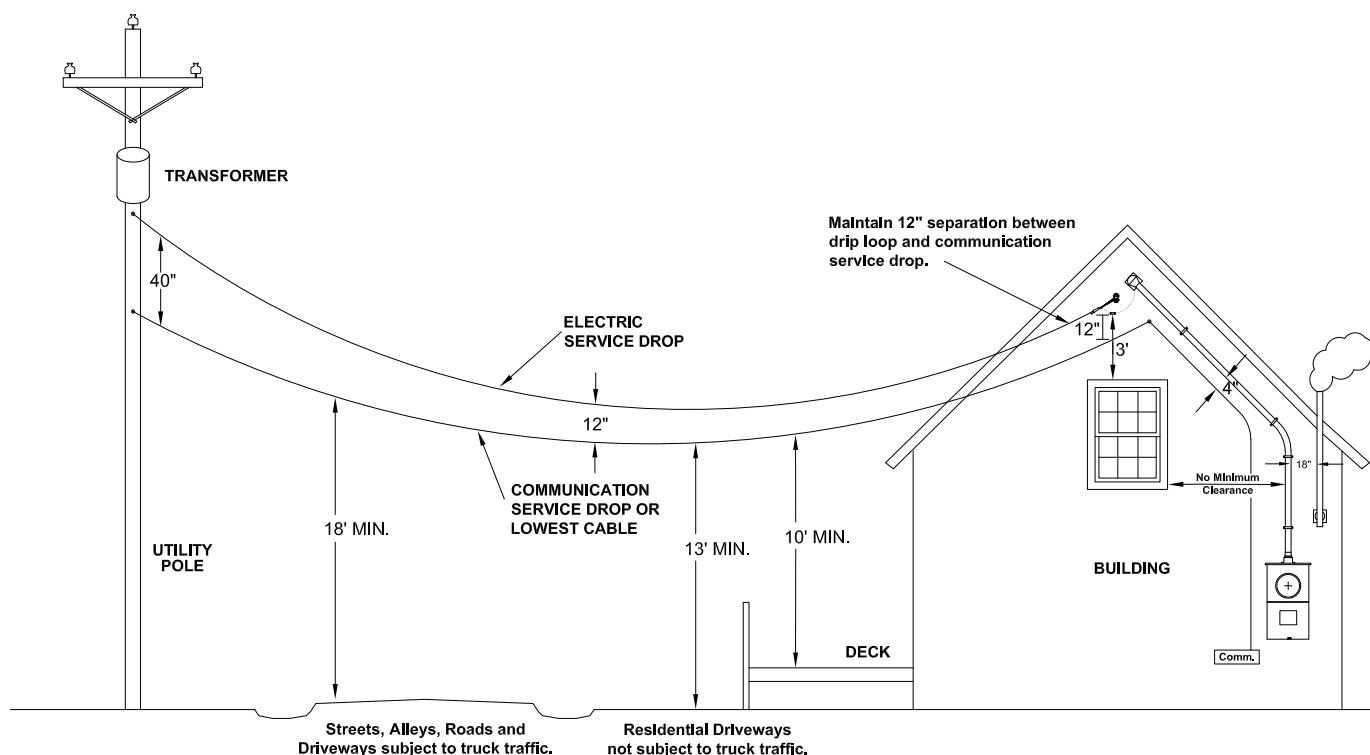 TRANSFORMER
40"
Maintain 12" separation between
drip loop and communication
service drop.
ELECTRIC
SERVICE DROP
12"
3'
4"
12"
18"
No Minimum
Clearance
COMMUNICATION
SERVICE DROP OR
LOWEST CABLE
18' MIN.
13' MIN.
10' MIN.
UTILITY
POLE
BUILDING
DECK
Comm.
Streets, Alleys, Roads and
Driveways subject to truck traffic.
Residential Driveways
not subject to truck traffic.